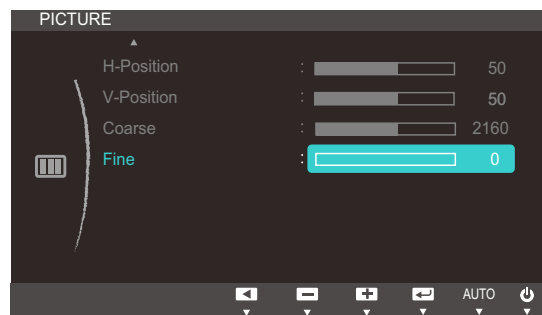 PICTURE
H-Position : 50
V-Position : 50
Coarse : 2160
Fine : 0
AUTO